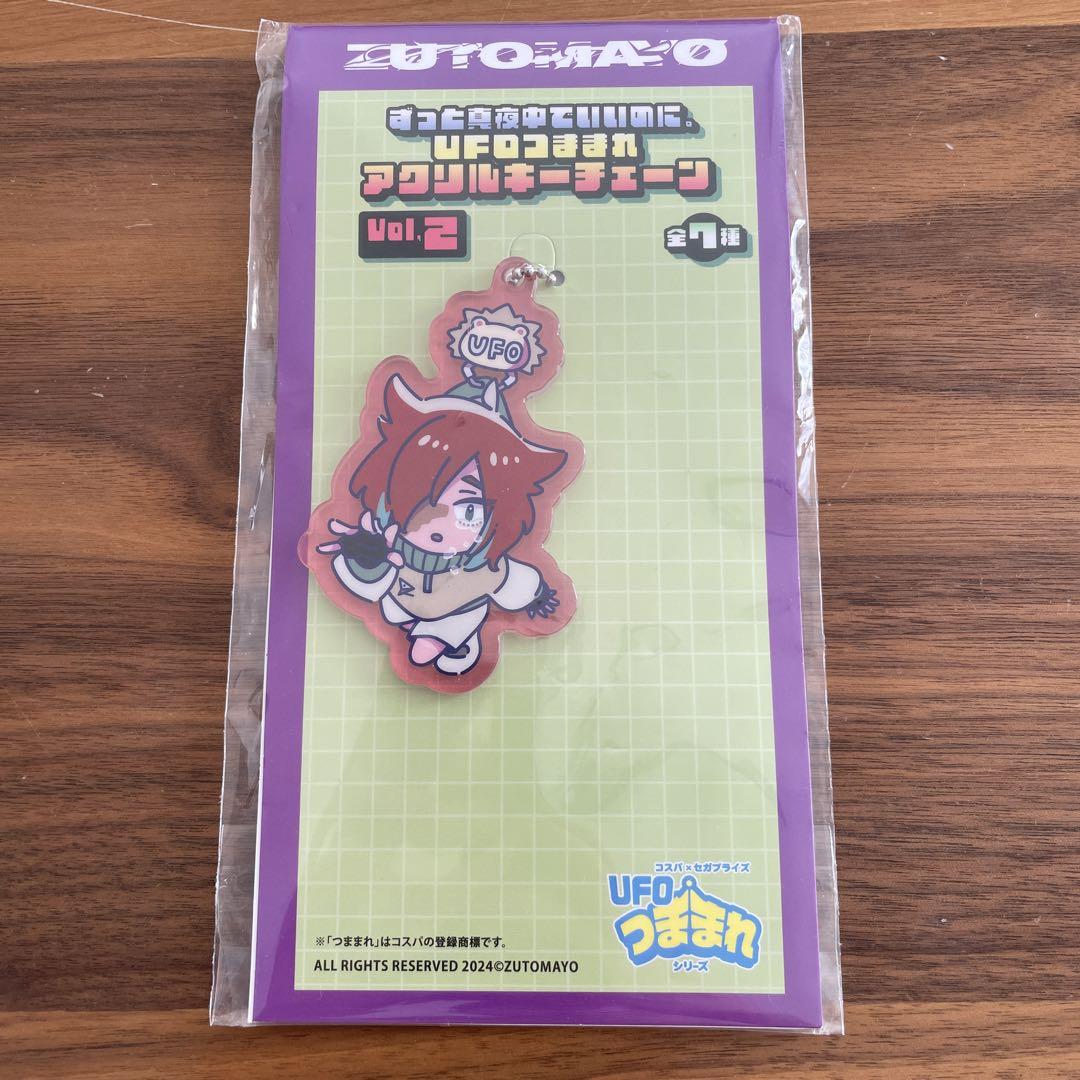 ZUTOMAYO
ずっと真夜中でいいのに。
UFOつままれ
アクリルキーチェーン
Vol.2
全7種
UFO
コスパ×セガプライズ
UFO
つままれ
シリーズ
※「つままれ」はコスパの登録商標です。
ALL RIGHTS RESERVED 2024©ZUTOMAYO